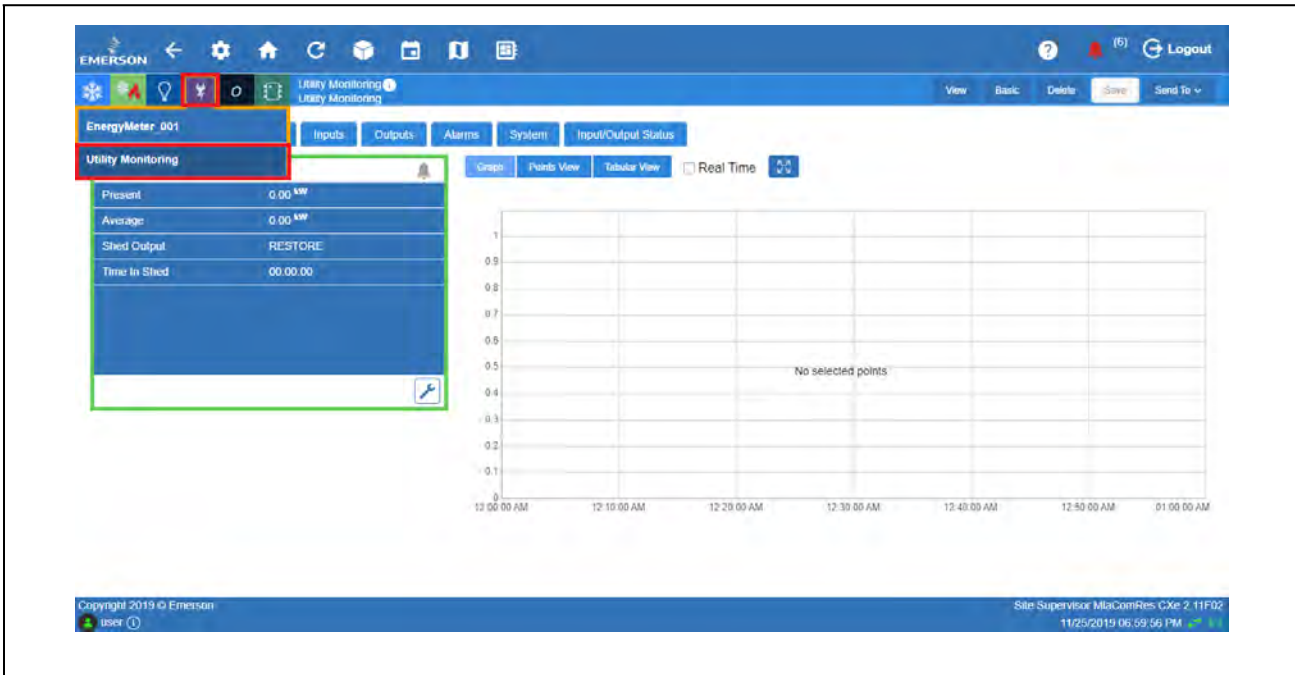 EMERSON
(6)
Logout
Utility Monitoring
Utility Monitoring
View Basic Delete Save Send To
EnergyMeter_001
Inputs Outputs Alarms System Input/Output Status
Utility Monitoring
Graph Points View Tabular View Real Time
Present 0.00 kW
Average 0.00 kW
Shed Output RESTORE
Time In Shed 00.00.00
1
0.9
0.8
0.7
0.6
0.5
No selected points
0.4
0.3
0.2
0.1
0
12:00:00 AM 12:10:00 AM 12:20:00 AM 12:30:00 AM 12:40:00 AM 12:50:00 AM 01:00:00 AM
Copyright 2019 © Emerson
Site Supervisor MlaComRes CXe 2.11F02
user
11/25/2019 06:59:56 PM